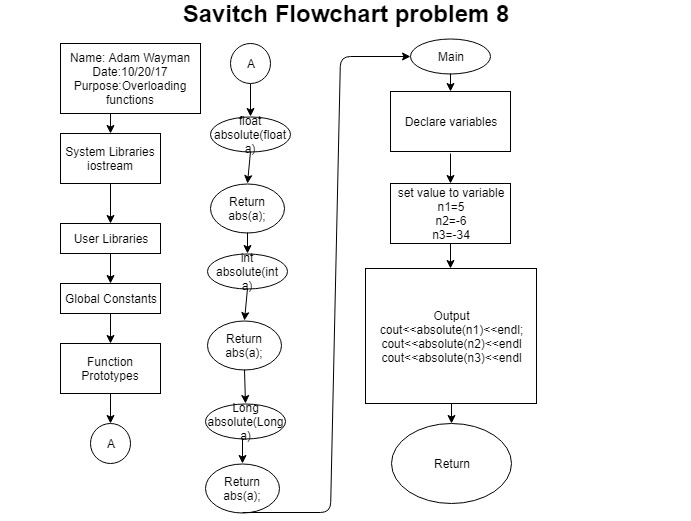 Savitch Flowchart problem 8
Name: Adam Wayman
Date:10/20/17
Purpose:Overloading
functions
System Libraries
iostream
User Libraries
Global Constants
Function
Prototypes
A
A
float
absolute(float
a)
Return
abs(a);
int
absolute(int
a)
Return
abs(a);
Long
absolute(Long
a)
Return
abs(a);
Main
Declare variables
set value to variable
n1=5
n2=-6
n3=-34
Output
cout<<absolute(n1)<<endl;
cout<<absolute(n2)<<endl
cout<<absolute(n3)<<endl
Return